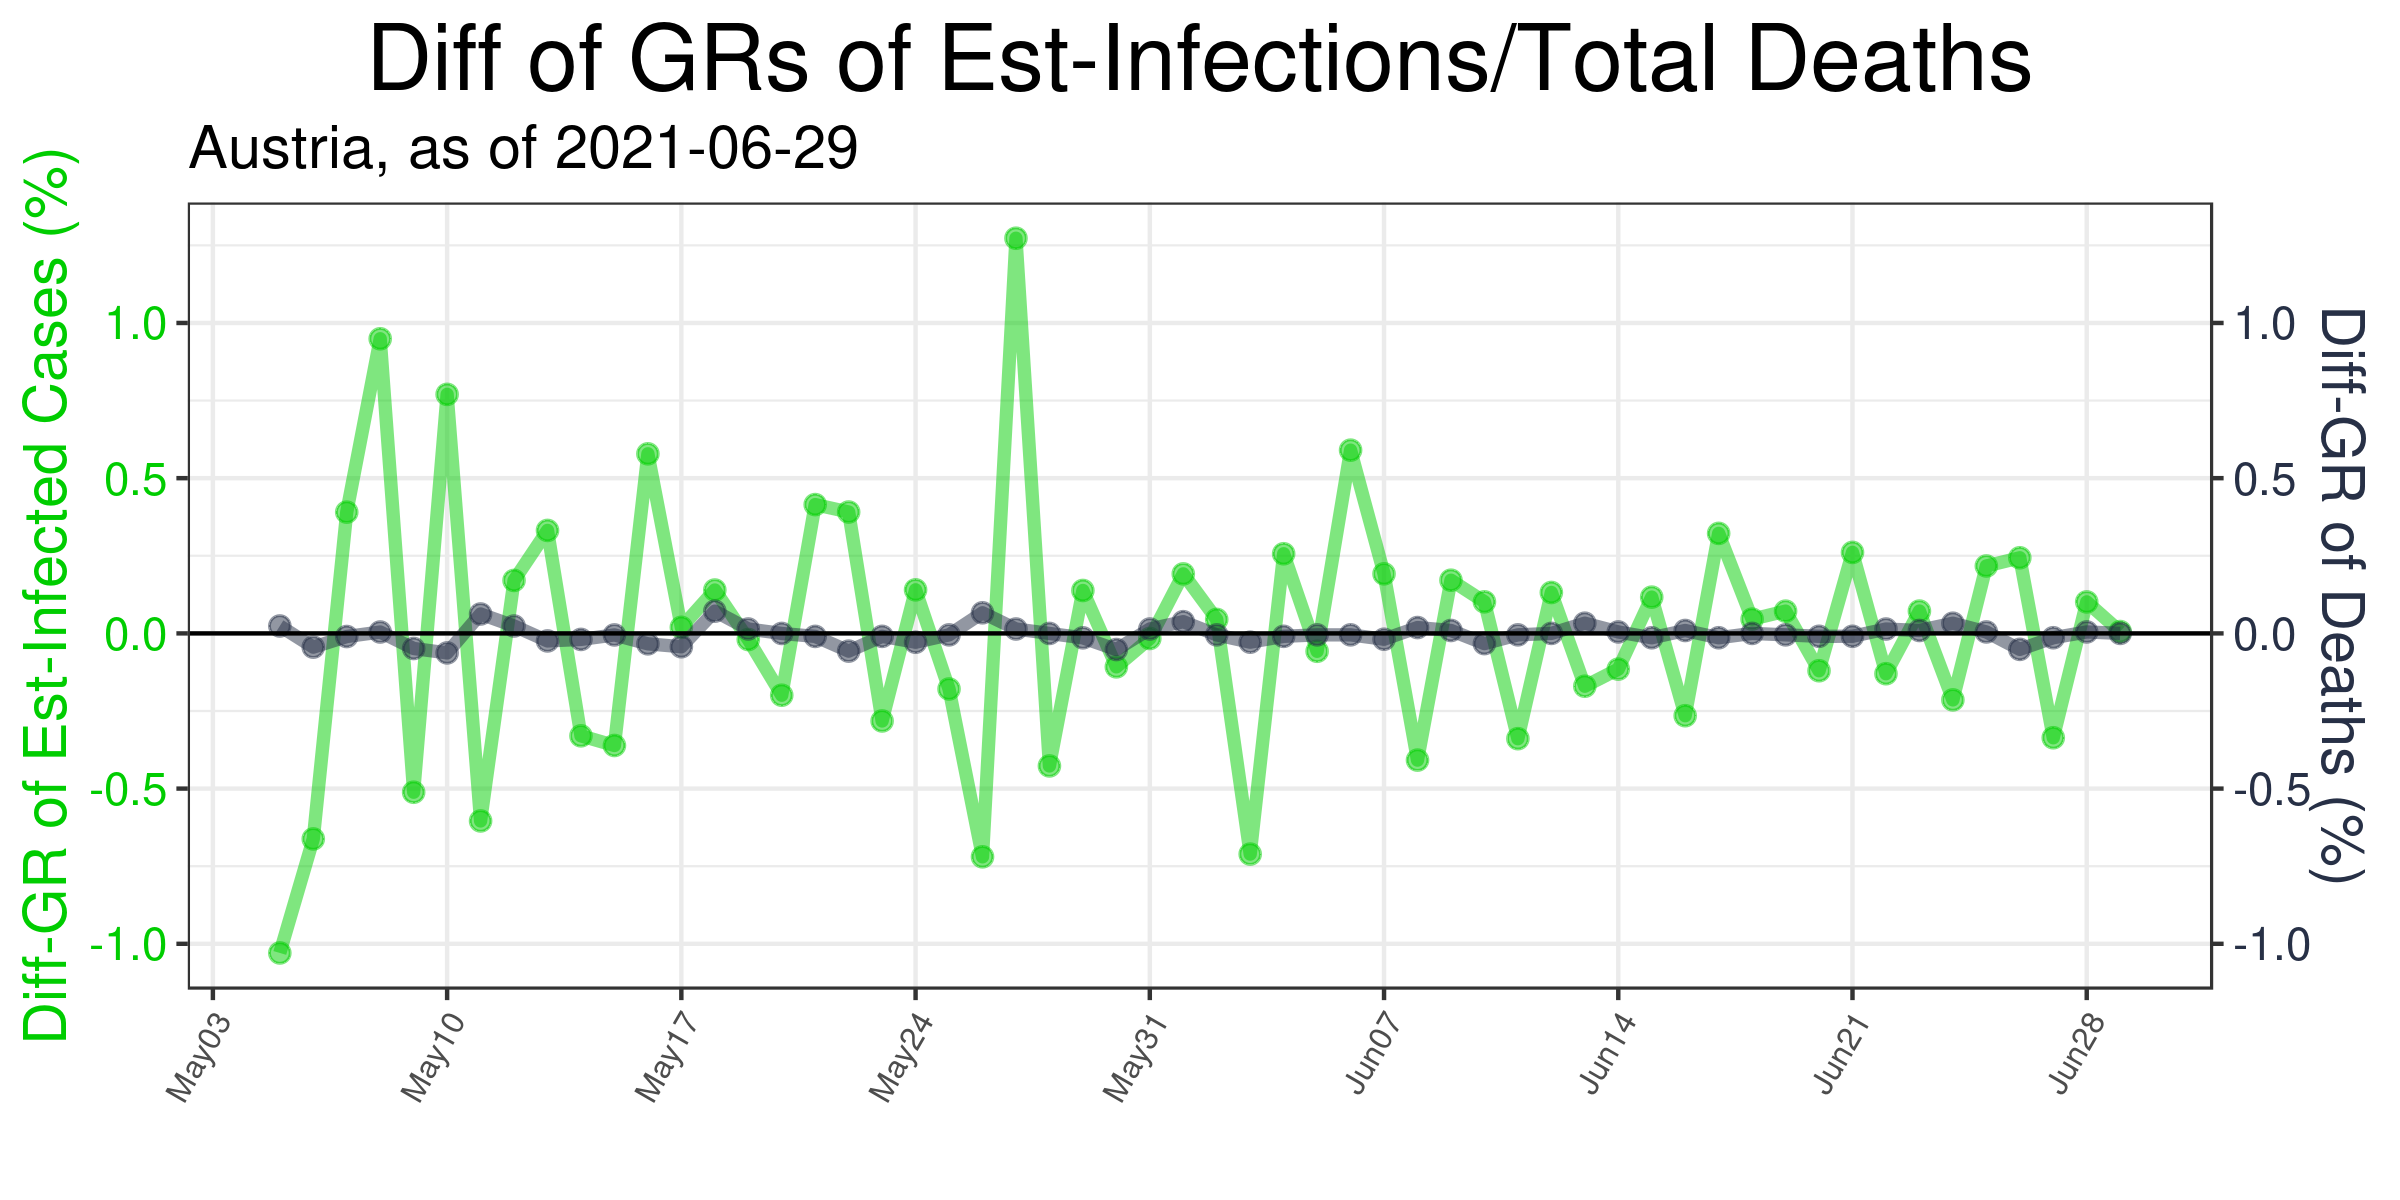 Diff of GRs of Est-Infections/Total Deaths
Austria, as of 2021-06-29
Diff-GR of Est-Infected Cases (%)
1.0
0.5
0.0
-0.5
-1.0
1.0
0.5
0.0
-0.5
-1.0
Diff-GR of Deaths (%)
May03
May10
May17
May24
May31
Jun07
Jun14
Jun21
Jun28